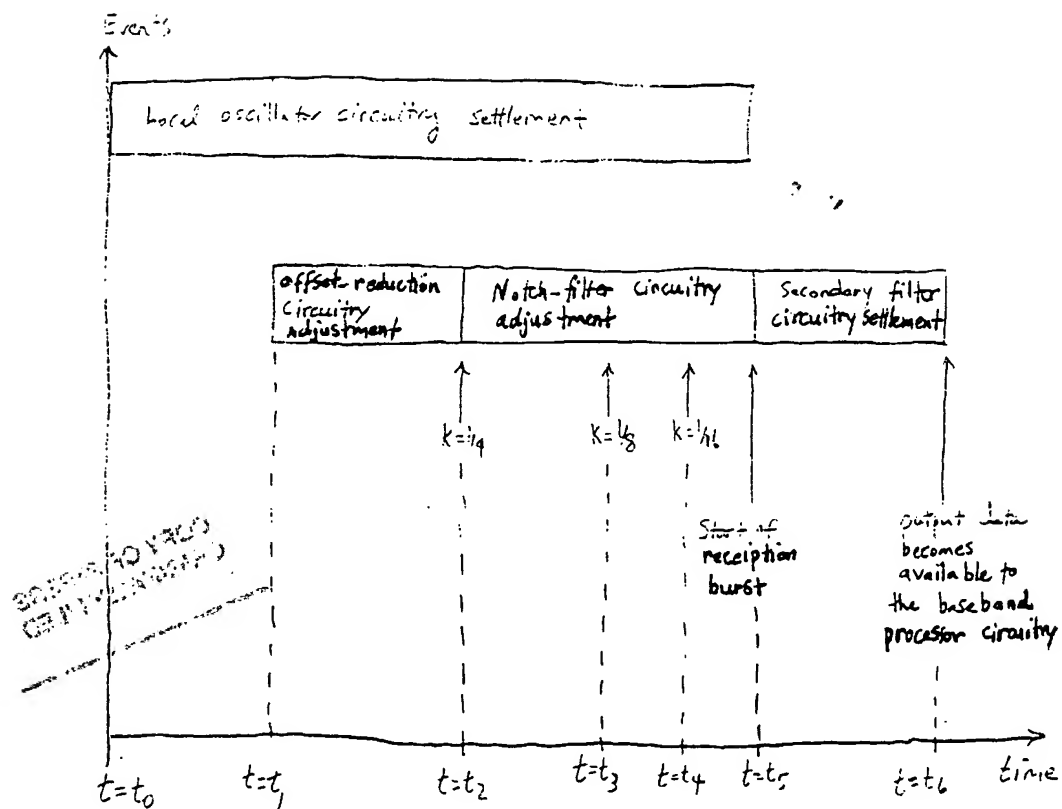 Events
Local oscillator circuitry settlement
offset-reduction
Circuitry
Adjustment
Notch-filter circuitry
adjustment
Secondary filter
circuitry settlement
k=1/4
k=1/8
k=1/16
Start of
receiption
burst
output data
becomes
available to
the baseband
processor circuitry
t=t₀
t=t₁
t=t₂
t=t₃
t=t₄
t=t₅
t=t₆
time